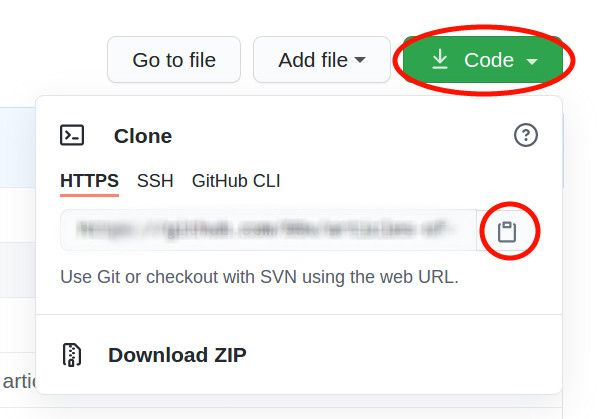 Go to file Add file Code
Clone
HTTPS SSH GitHub CLI
Use Git or checkout with SVN using the web URL.
Download ZIP
artic